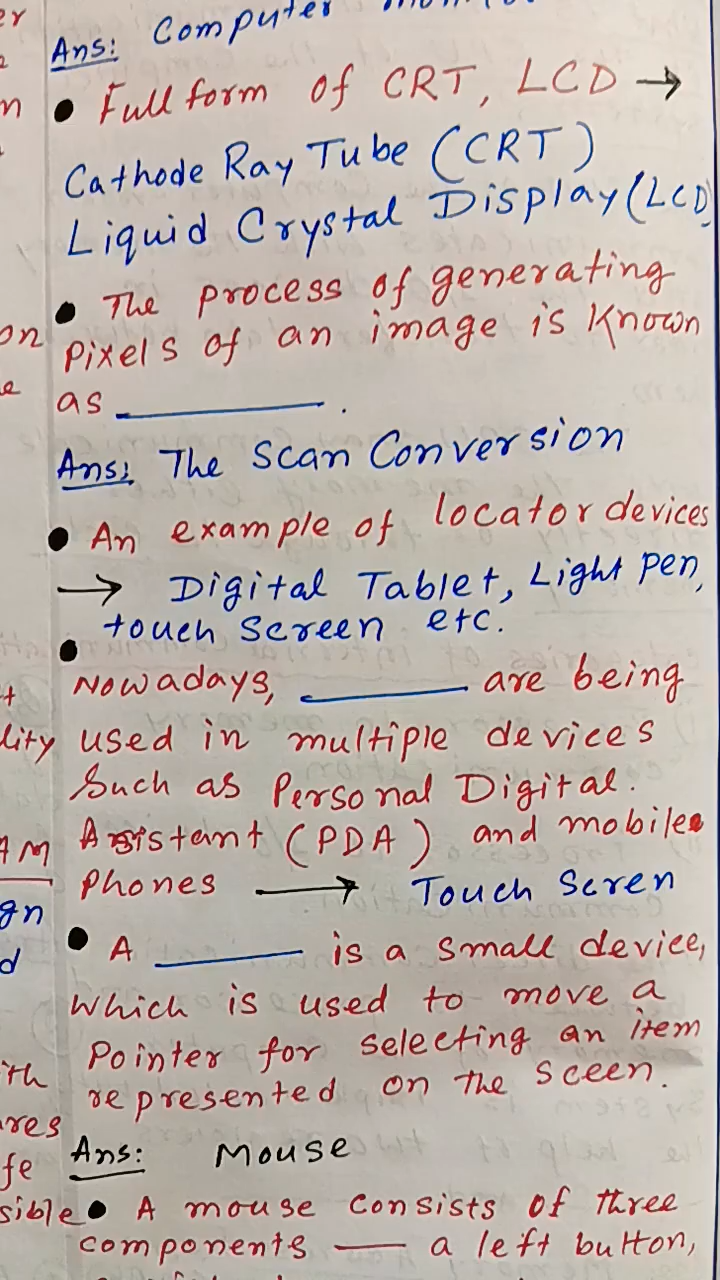 Ans: Computer
• Full form of CRT, LCD →
Cathode Ray Tube (CRT)
Liquid Crystal Display (LCD)
• The process of generating
pixels of an image is known
as ________ .
Ans: The Scan Conversion
• An example of locator devices
→ Digital Tablet, Light pen,
touch screen etc.
• Nowadays, ________ are being
used in multiple devices
Such as Personal Digital.
Assistant (PDA) and mobile
Phones → Touch Scren
• A ________ is a small device,
which is used to move a
Pointer for selecting an item
represented on the sceen.
Ans: Mouse
• A mouse consists of three
components — a left button,